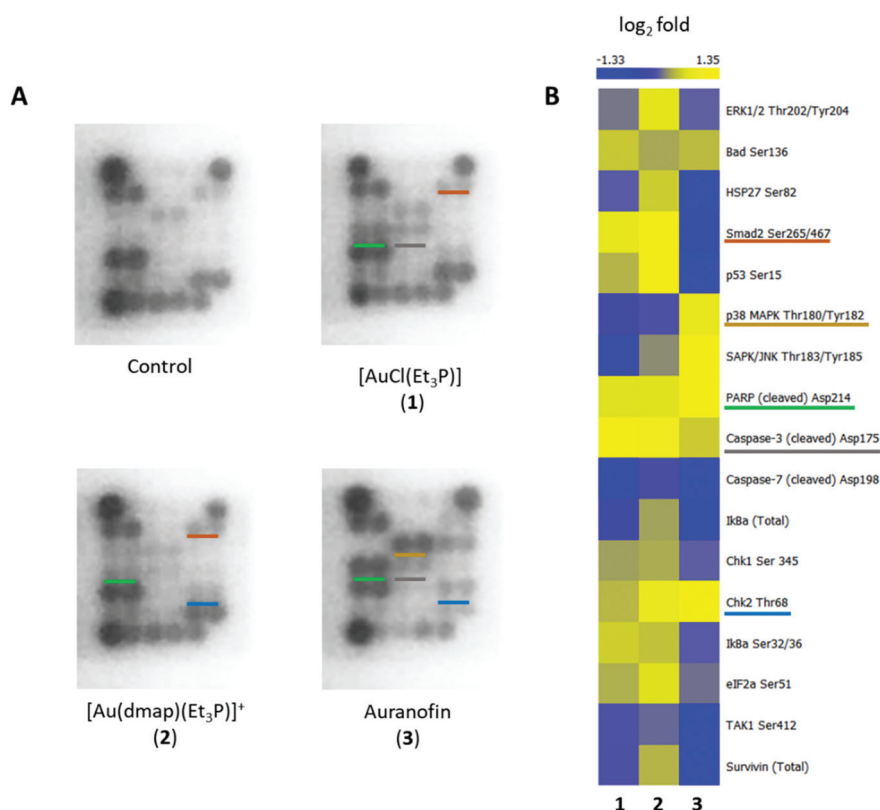 A
Control
[AuCl(Et₃P)]
(1)
[Au(dmap)(Et₃P)]⁺
(2)
Auranofin
(3)
log₂ fold
-1.33 1.35
B
ERK1/2 Thr202/Tyr204
Bad Ser136
HSP27 Ser82
Smad2 Ser265/467
p53 Ser15
p38 MAPK Thr180/Tyr182
SAPK/JNK Thr183/Tyr185
PARP (cleaved) Asp214
Caspase-3 (cleaved) Asp175
Caspase-7 (cleaved) Asp198
IkBa (Total)
Chk1 Ser 345
Chk2 Thr68
IkBa Ser32/36
eIF2a Ser51
TAK1 Ser412
Survivin (Total)
1 2 3